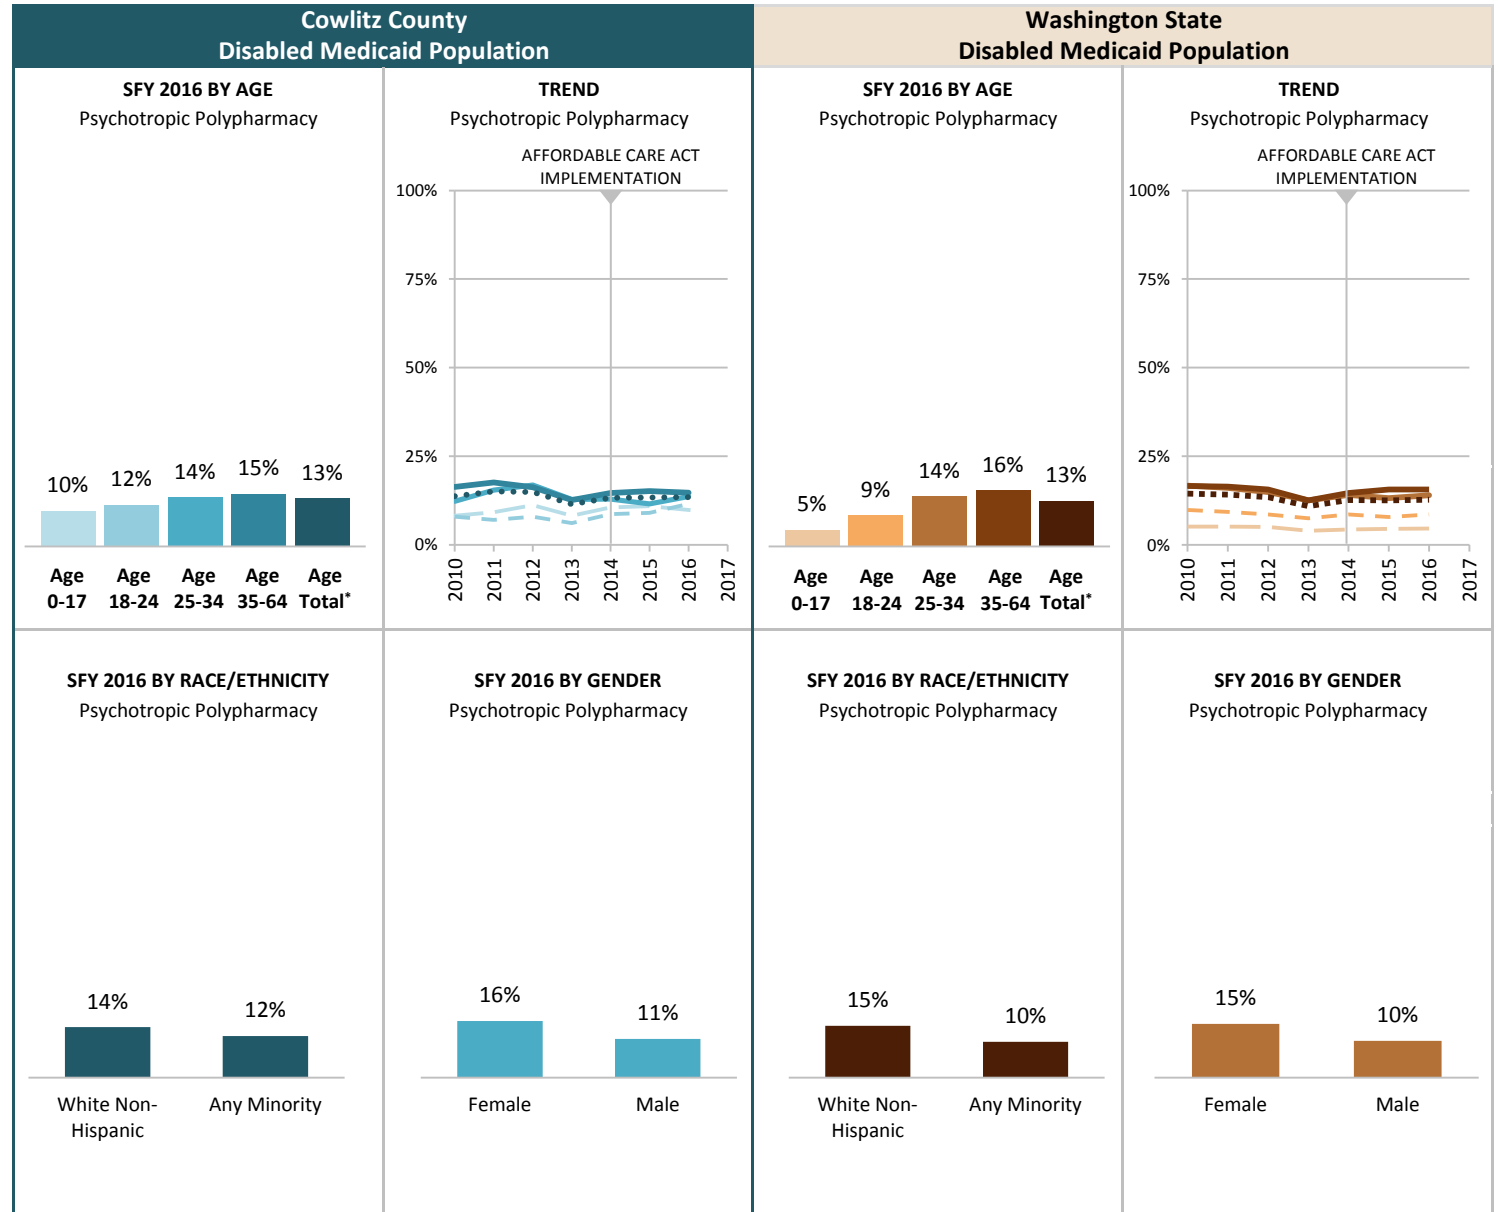 Cowlitz County
Disabled Medicaid Population
Washington State
Disabled Medicaid Population
SFY 2016 BY AGE
Psychotropic Polypharmacy
10%
12%
14%
15%
13%
Age
0-17
Age
18-24
Age
25-34
Age
35-64
Age
Total*
TREND
Psychotropic Polypharmacy
AFFORDABLE CARE ACT
IMPLEMENTATION
100%
75%
50%
25%
0%
2010
2011
2012
2013
2014
2015
2016
2017
SFY 2016 BY AGE
Psychotropic Polypharmacy
5%
9%
14%
16%
13%
Age
0-17
Age
18-24
Age
25-34
Age
35-64
Age
Total*
TREND
Psychotropic Polypharmacy
AFFORDABLE CARE ACT
IMPLEMENTATION
100%
75%
50%
25%
0%
2010
2011
2012
2013
2014
2015
2016
2017
SFY 2016 BY RACE/ETHNICITY
Psychotropic Polypharmacy
14%
12%
White Non-
Hispanic
Any Minority
SFY 2016 BY GENDER
Psychotropic Polypharmacy
16%
11%
Female
Male
SFY 2016 BY RACE/ETHNICITY
Psychotropic Polypharmacy
15%
10%
White Non-
Hispanic
Any Minority
SFY 2016 BY GENDER
Psychotropic Polypharmacy
15%
10%
Female
Male